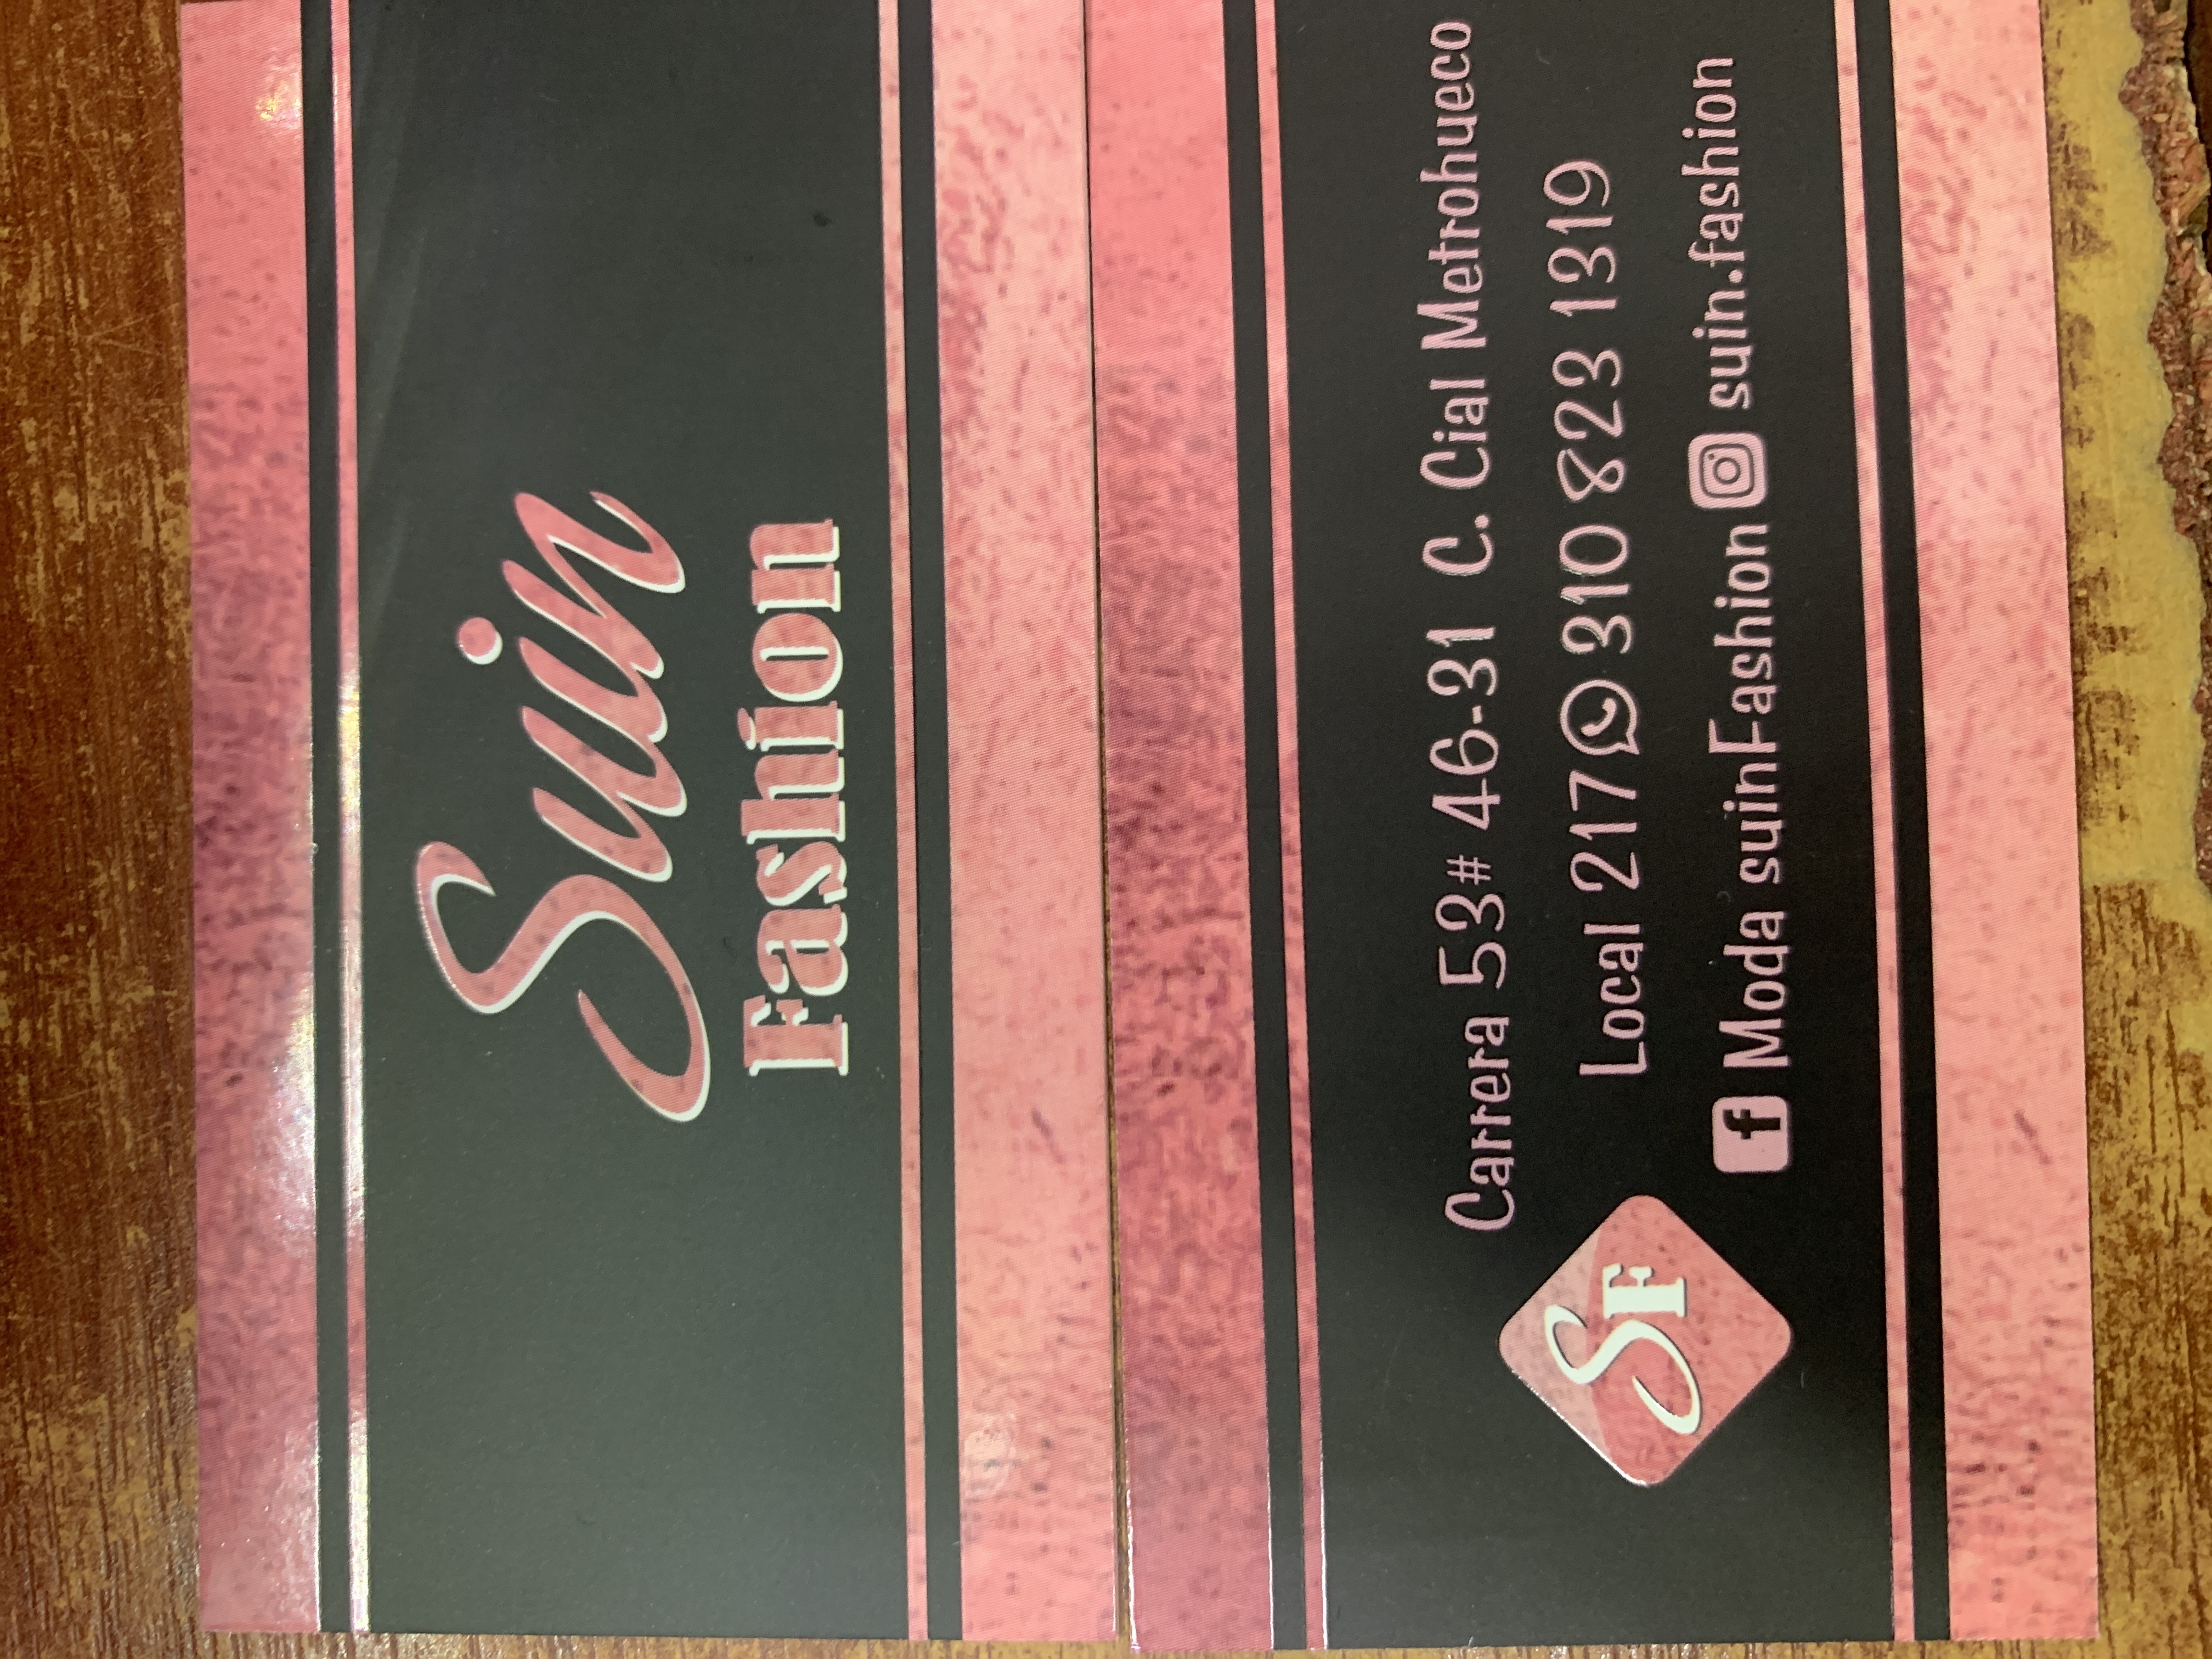 Suin
Fashion
Carrera 53# 46-31 C. Cial Metrohueco
SF
Local 217 310 823 1319
f Moda suinFashion suin.fashion